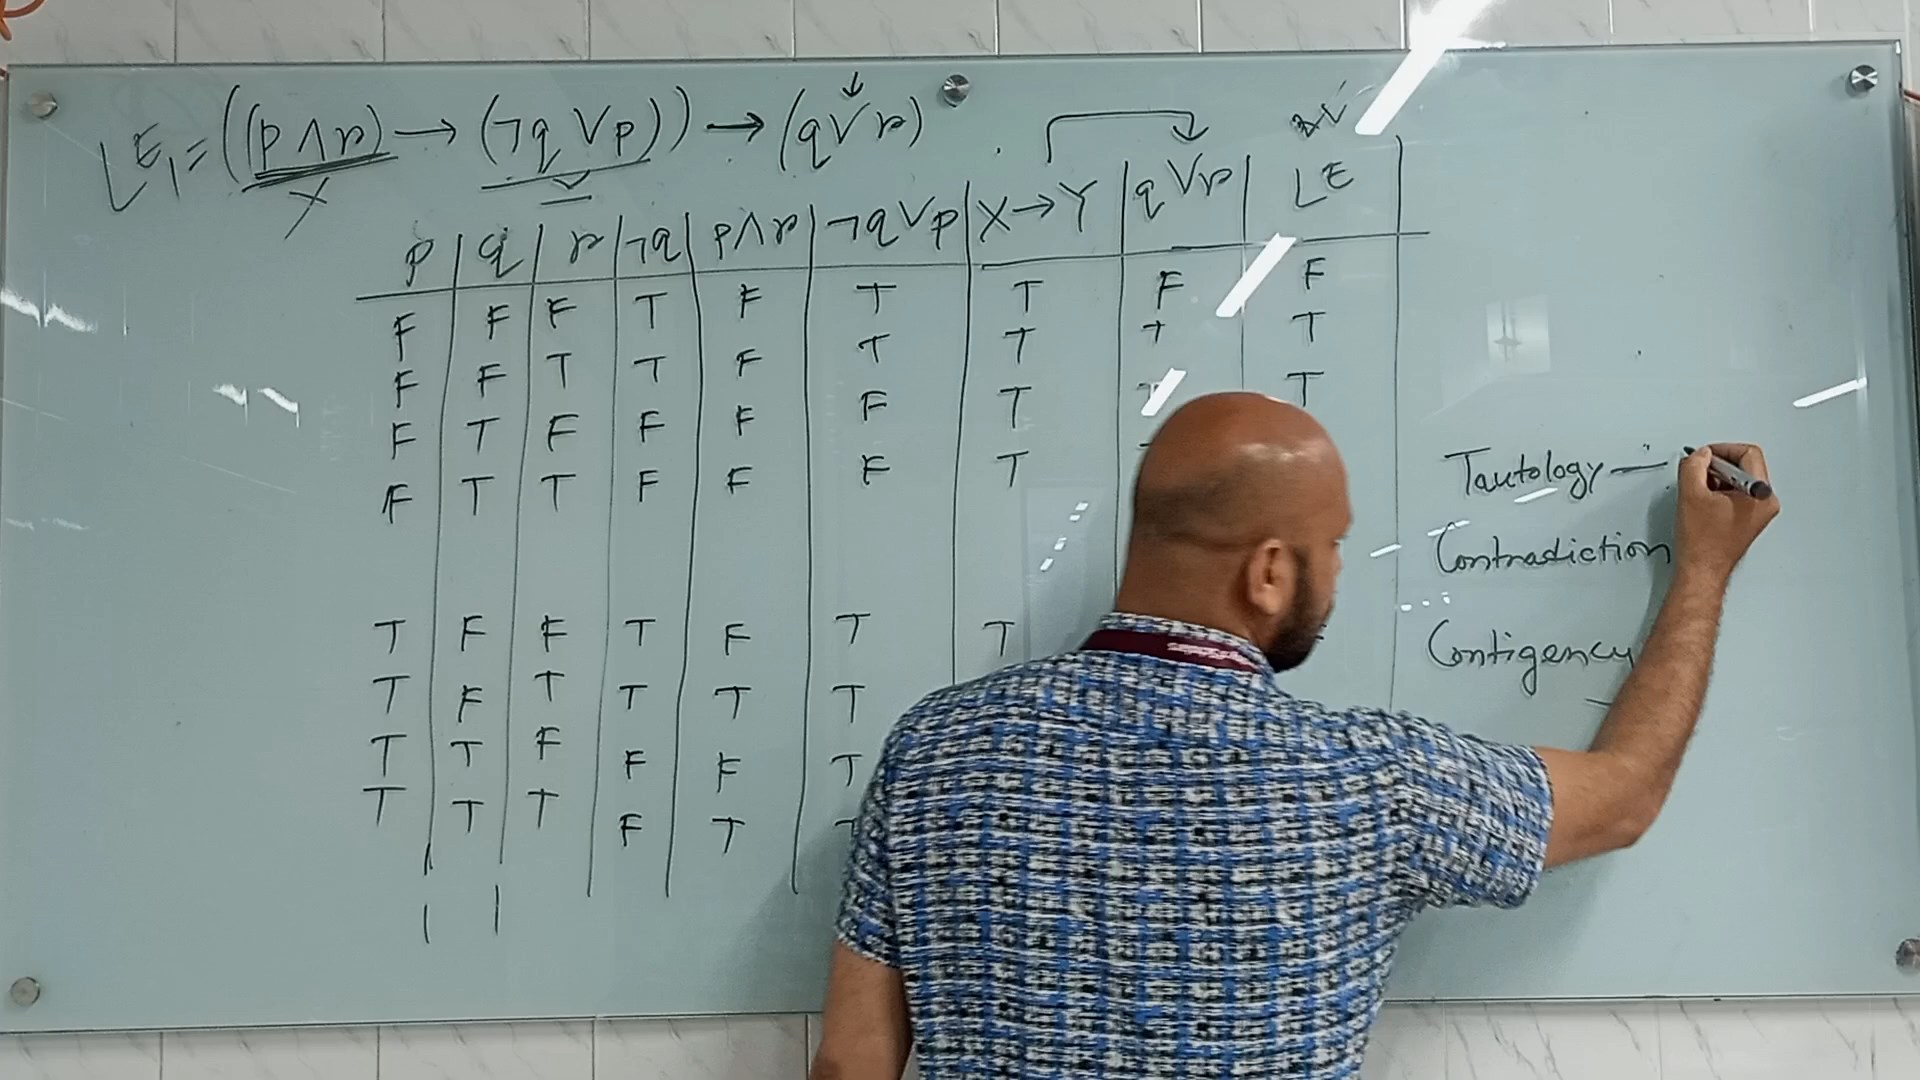 LE₁ = ((p ∧ r) → (¬q ∨ p)) → (q ∨ r)
X
p q r ¬q p∧r ¬q∨p X→Y q∨r LE
F F F T F T T F F
F F T T F T T T T
F T F F F F T T T
F T T F F F T
T F F T F T T
T F T T T T
T T F F F T
T T T F T
Tautology —
Contradiction
Contigency